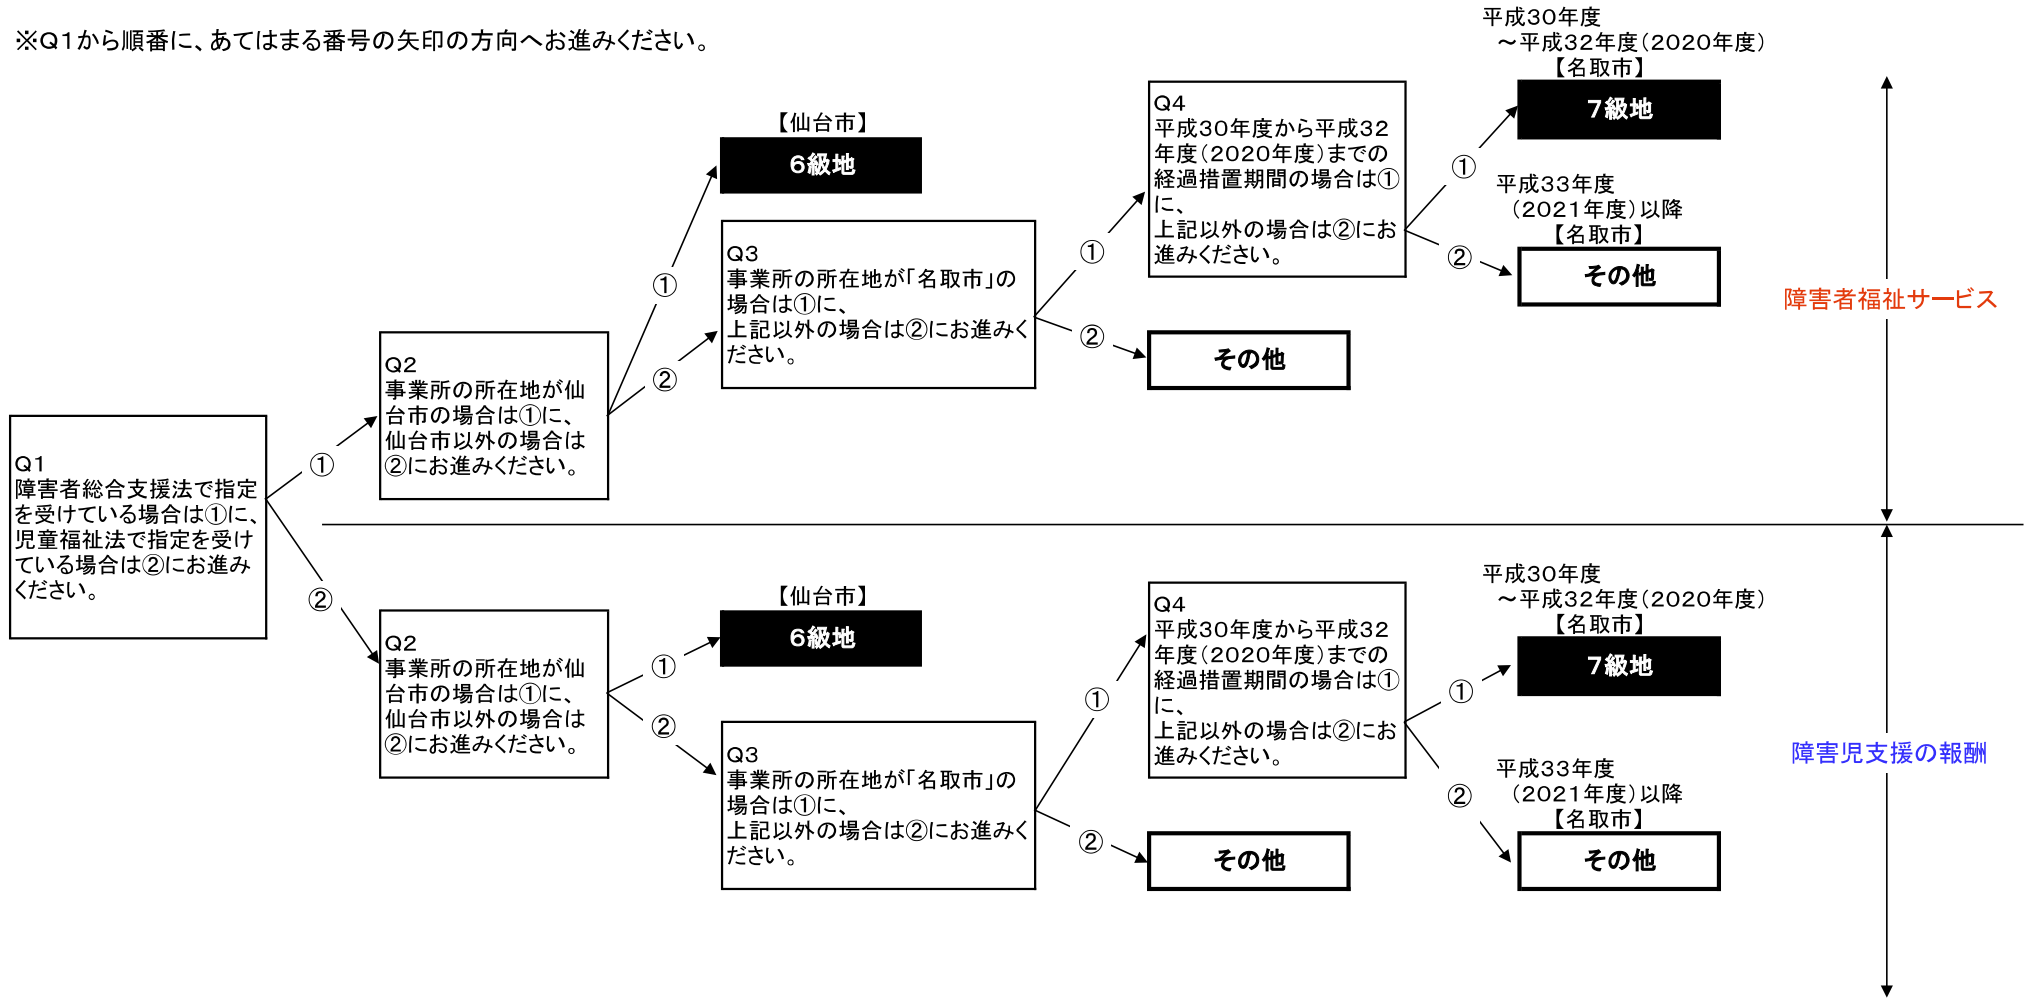 ※Q1から順番に、あてはまる番号の矢印の方向へお進みください。
Q1
障害者総合支援法で指定
を受けている場合は①に、
児童福祉法で指定を受け
ている場合は②にお進み
ください。
①
②
Q2
事業所の所在地が仙
台市の場合は①に、
仙台市以外の場合は
②にお進みください。
①
②
【仙台市】
6級地
Q3
事業所の所在地が「名取市」の
場合は①に、
上記以外の場合は②にお進みく
ださい。
①
②
Q4
平成30年度から平成32
年度(2020年度)までの
経過措置期間の場合は①
に、
上記以外の場合は②にお
進みください。
その他
①
②
平成30年度
～平成32年度(2020年度)
【名取市】
7級地
平成33年度
(2021年度)以降
【名取市】
その他
障害者福祉サービス
Q2
事業所の所在地が仙
台市の場合は①に、
仙台市以外の場合は
②にお進みください。
①
②
【仙台市】
6級地
Q3
事業所の所在地が「名取市」の
場合は①に、
上記以外の場合は②にお進みく
ださい。
①
②
Q4
平成30年度から平成32
年度(2020年度)までの
経過措置期間の場合は①
に、
上記以外の場合は②にお
進みください。
その他
①
②
平成30年度
～平成32年度(2020年度)
【名取市】
7級地
平成33年度
(2021年度)以降
【名取市】
その他
障害児支援の報酬